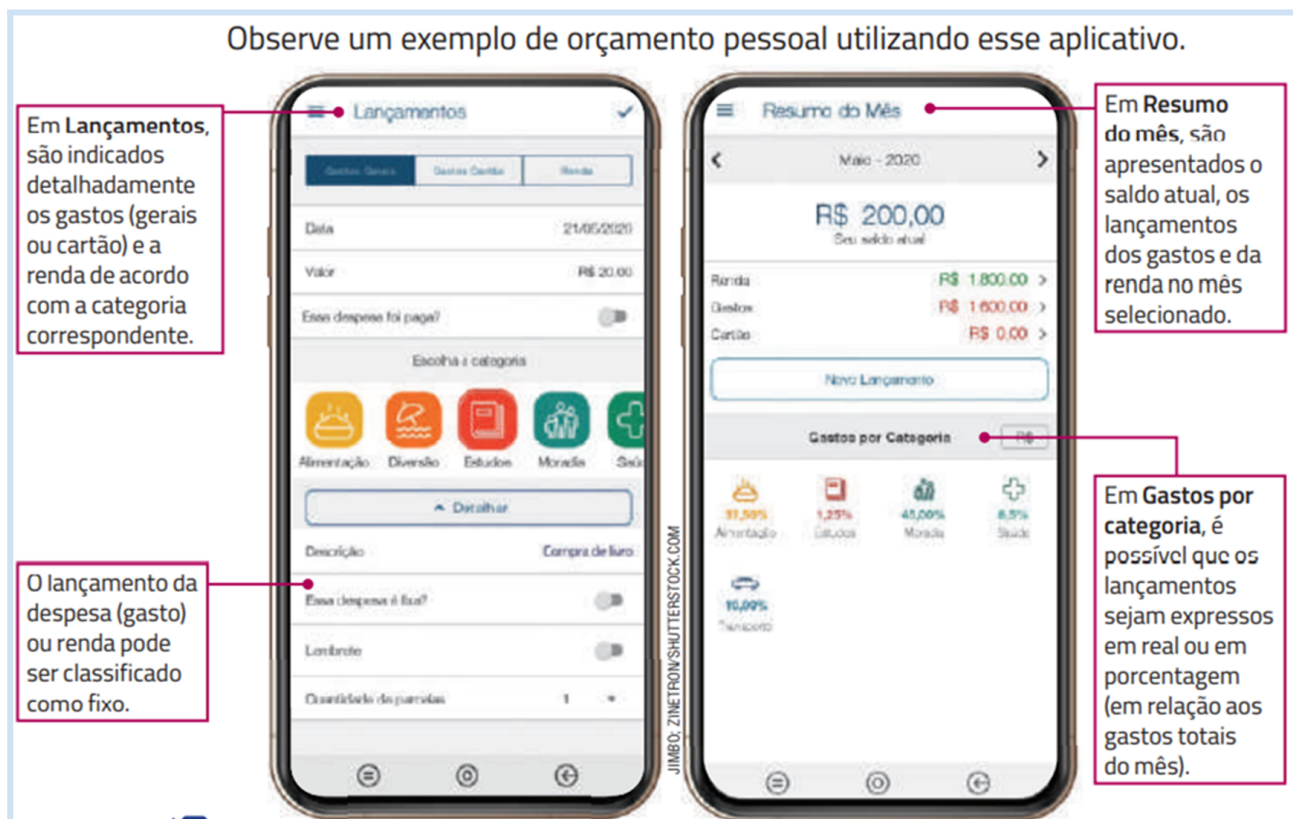 Observe um exemplo de orçamento pessoal utilizando esse aplicativo.
Em Lançamentos,
são indicados
detalhadamente
os gastos (gerais
ou cartão) e a
renda de acordo
com a categoria
correspondente.
O lançamento da
despesa (gasto)
ou renda pode
ser classificado
como fixo.
Lançamentos
Gastos Gerais Gastos Cartão Renda
Data 21/05/2020
Valor R$ 20,00
Essa despesa foi paga?
Escolha a categoria
Alimentação Diversão Estudos Moradia Saúd
Detalhar
Descrição Compra de livro
Essa despesa é fixa?
Lembrete
Quantidade de parcelas 1
JIMBO; ZINETRON/SHUTTERSTOCK.COM
Resumo do Mês
Maio - 2020
R$ 200,00
Seu saldo atual
Renda R$ 1.800,00 >
Gastos R$ 1.600,00 >
Cartão R$ 0,00 >
Novo Lançamento
Gastos por Categoria R$
37,50% 1,25% 45,00% 6,5%
Alimentação Estudos Moradia Saúde
10,00%
Transporte
Em Resumo
do mês, são
apresentados o
saldo atual, os
lançamentos
dos gastos e da
renda no mês
selecionado.
Em Gastos por
categoria, é
possível que os
lançamentos
sejam expressos
em real ou em
porcentagem
(em relação aos
gastos totais
do mês).